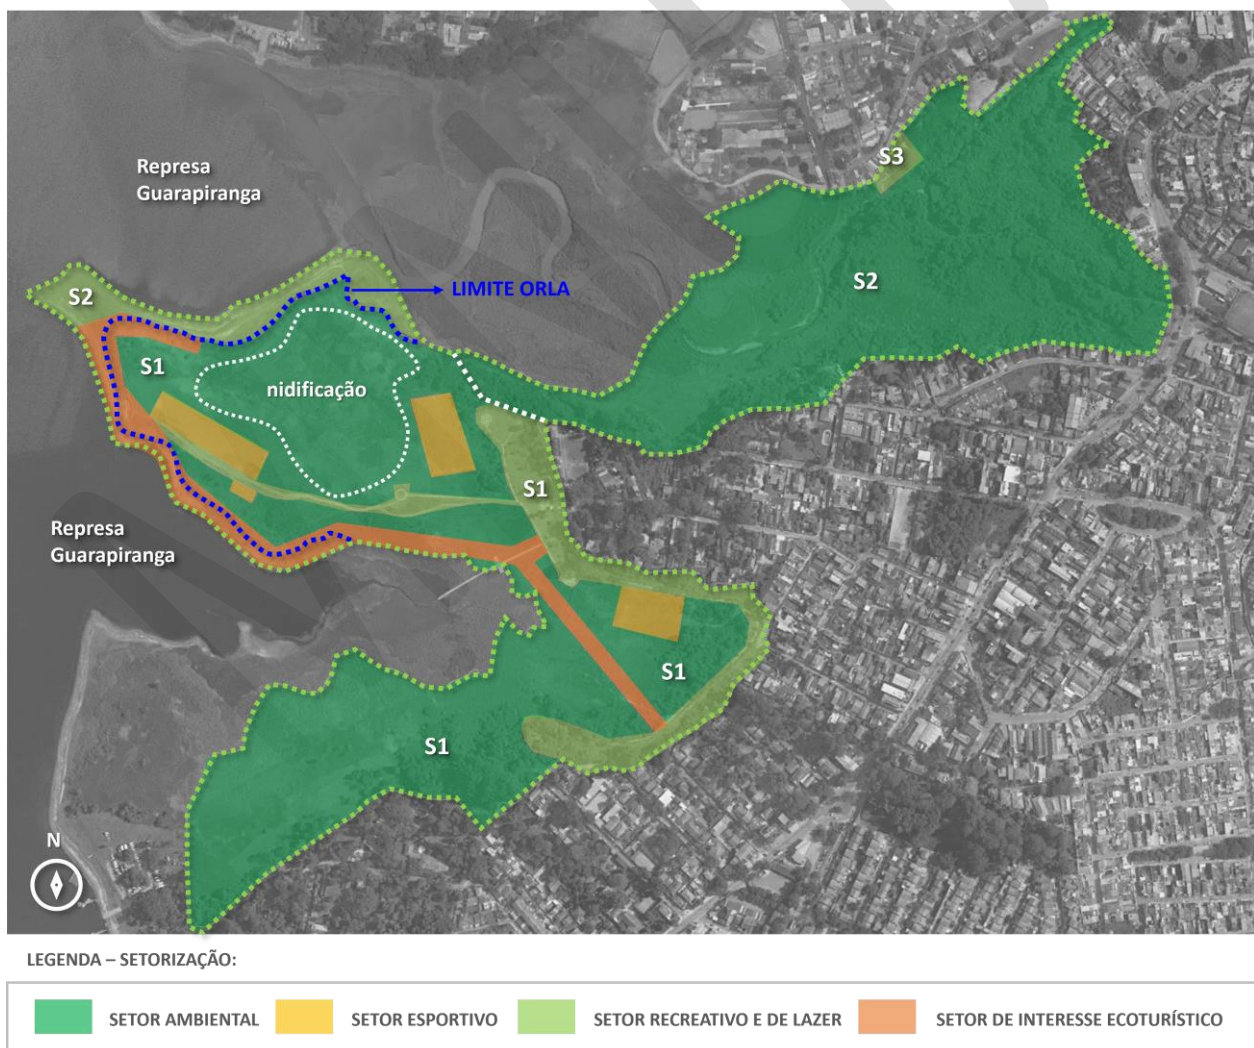 Represa
Guarapiranga
S3
S2
S2
LIMITE ORLA
S1
nidificação
S1
Represa
Guarapiranga
S1
S1
N
LEGENDA – SETORIZAÇÃO:
SETOR AMBIENTAL
SETOR ESPORTIVO
SETOR RECREATIVO E DE LAZER
SETOR DE INTERESSE ECOTURÍSTICO